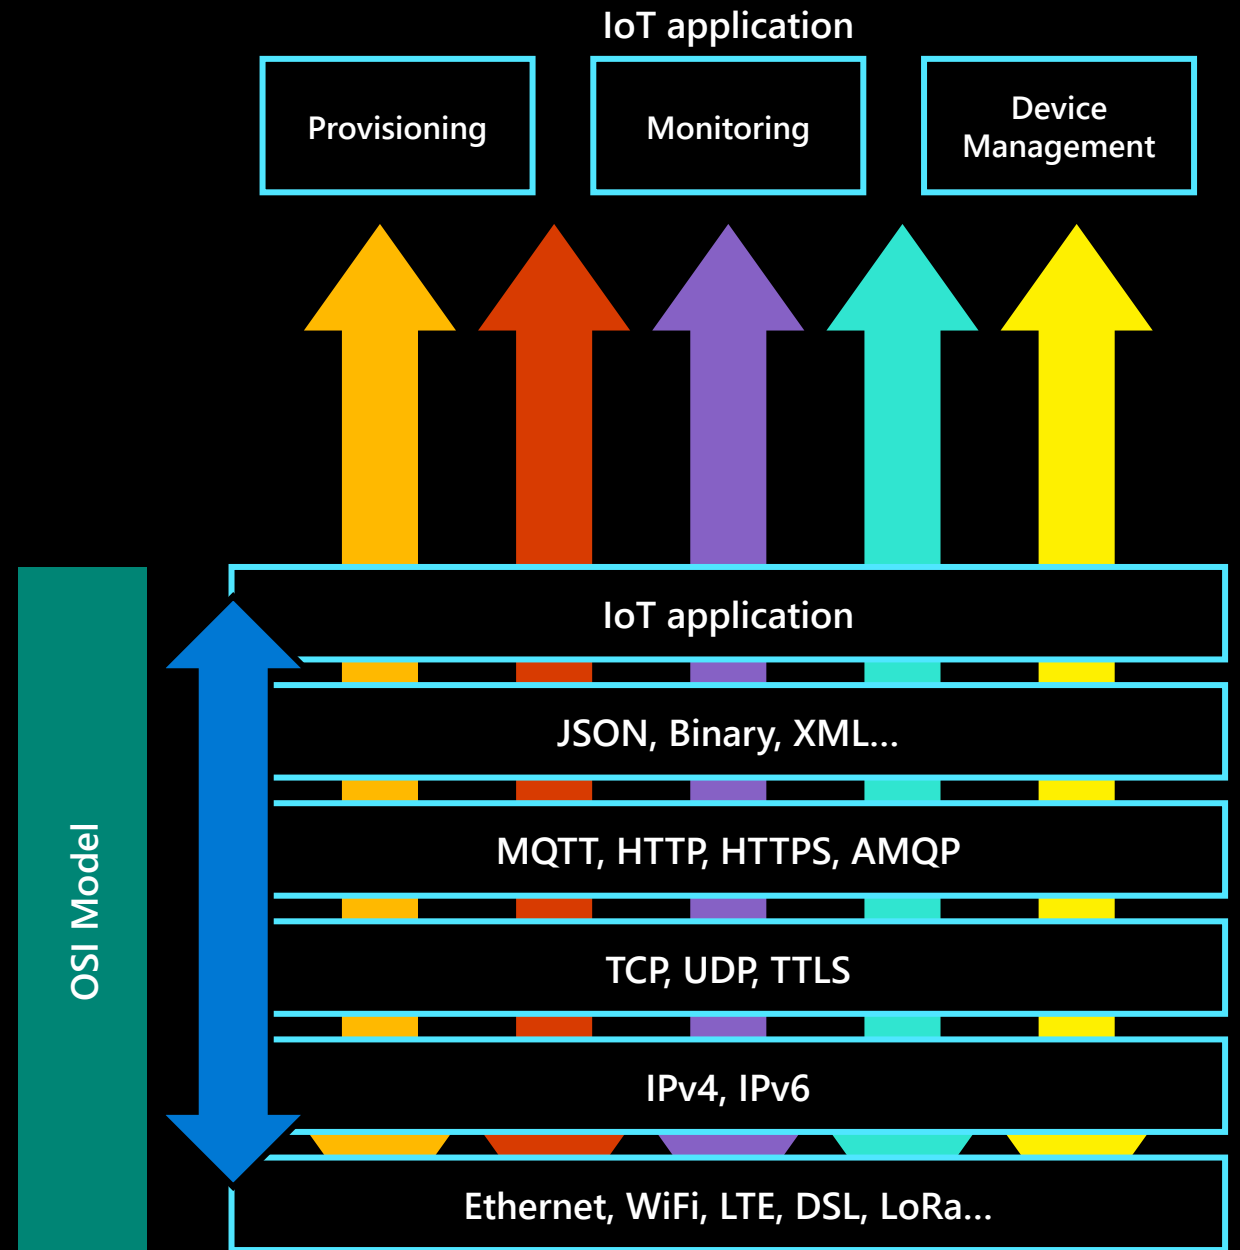 IoT application
Provisioning
Monitoring
Device
Management
OSI Model
IoT application
JSON, Binary, XML...
MQTT, HTTP, HTTPS, AMQP
TCP, UDP, TTLS
IPv4, IPv6
Ethernet, WiFi, LTE, DSL, LoRa...